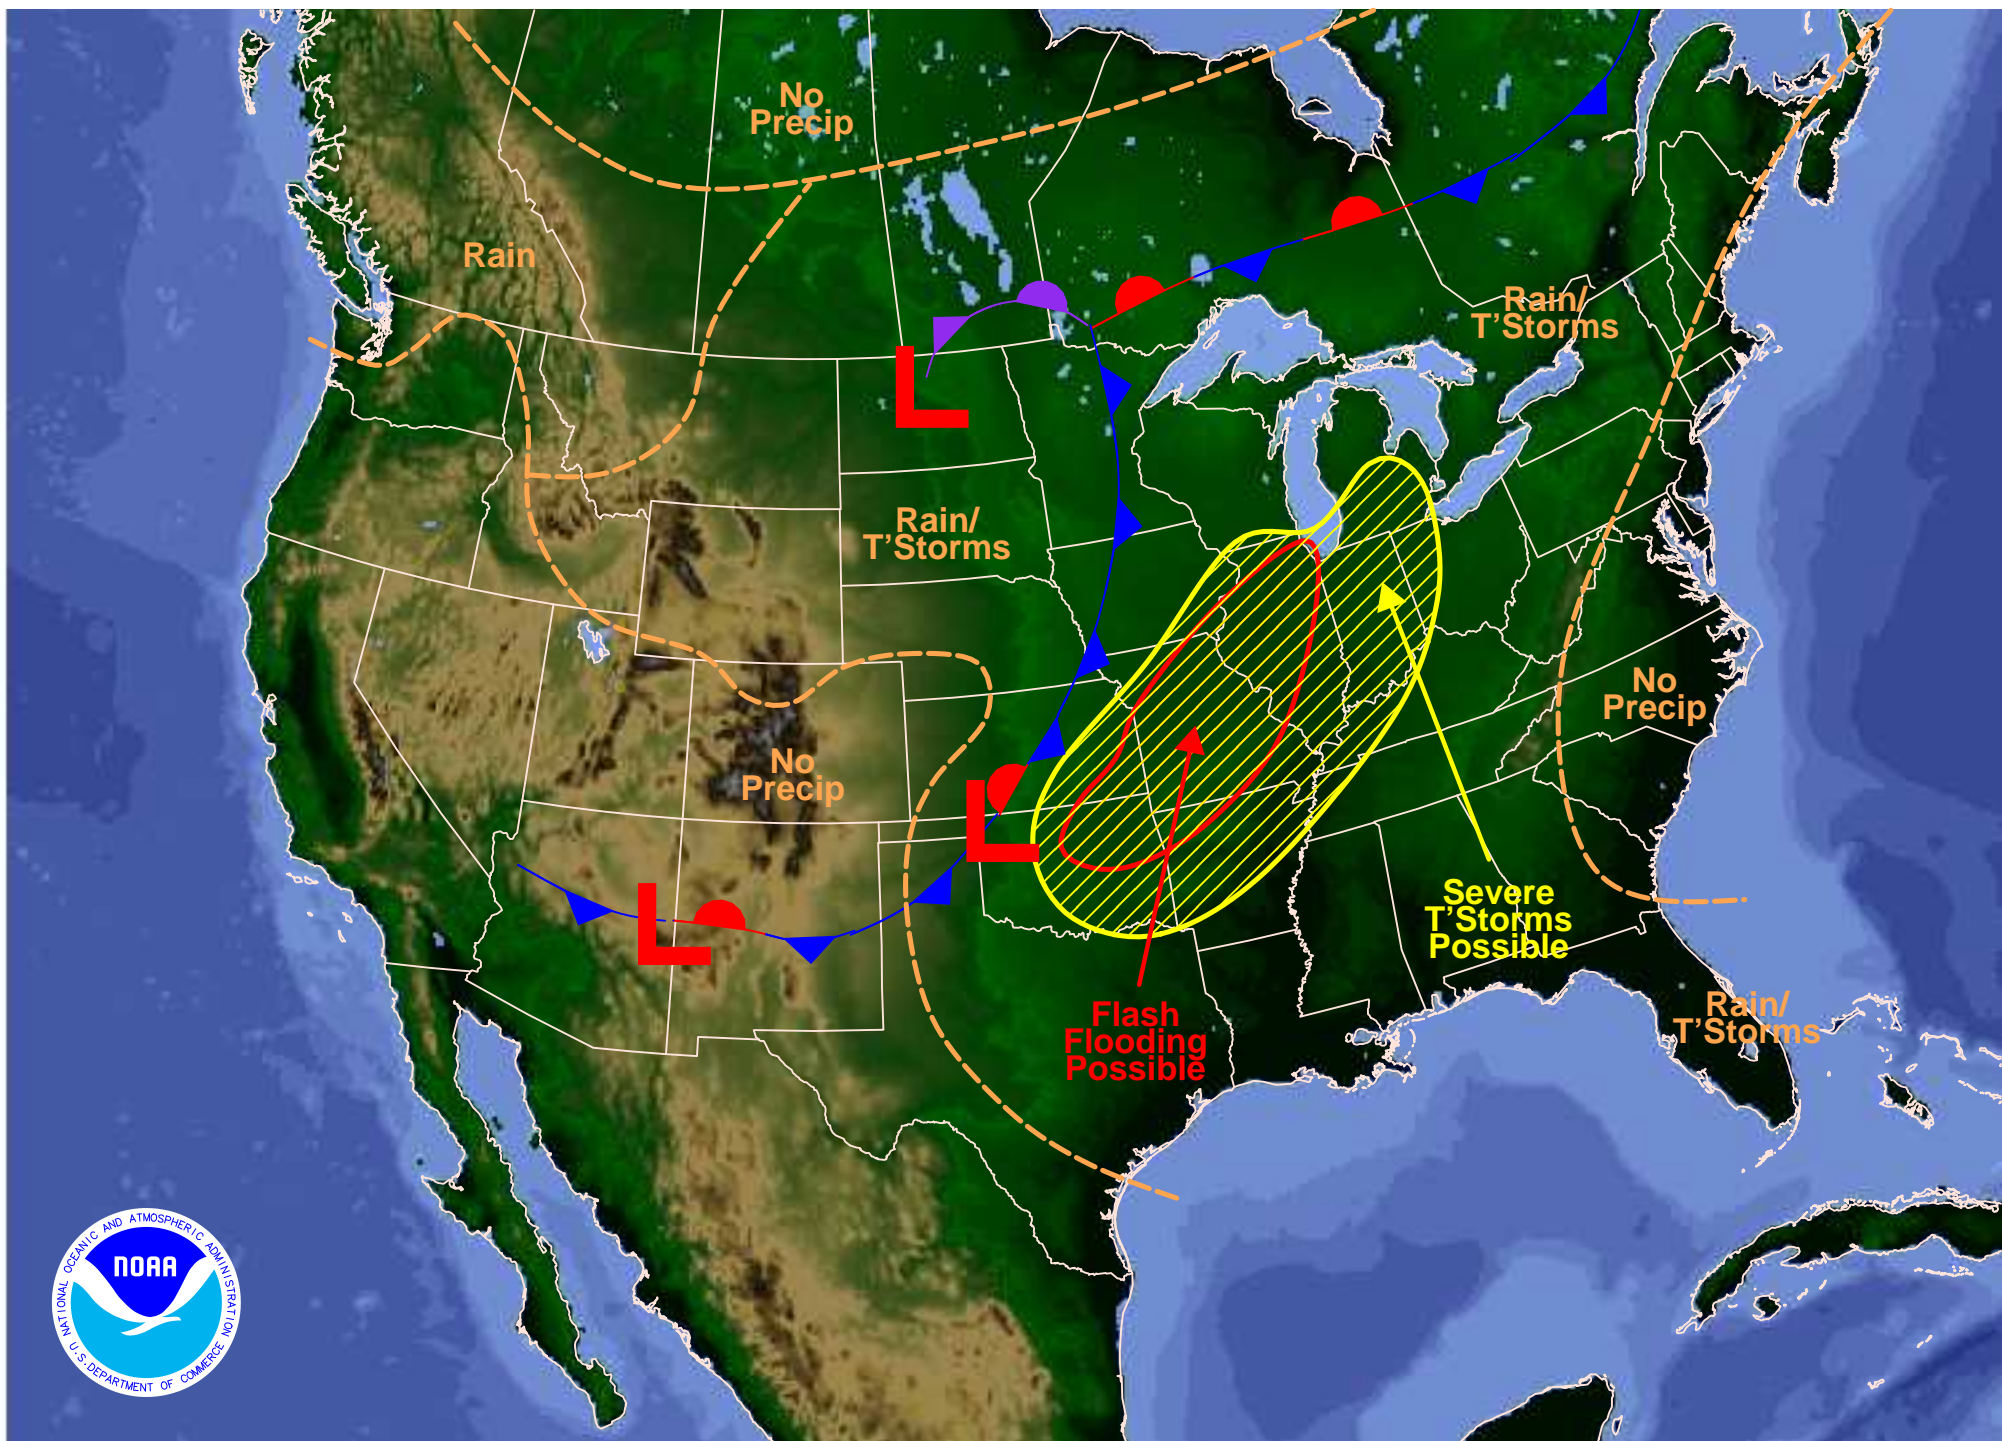 No
Precip
Rain
Rain/
T'Storms
Rain/
T'Storms
No
Precip
No
Precip
Severe
T'Storms
Possible
Flash
Flooding
Possible
Rain/
T'Storms
L
L
L
NATIONAL OCEANIC AND ATMOSPHERIC ADMINISTRATION
NOAA
U.S. DEPARTMENT OF COMMERCE